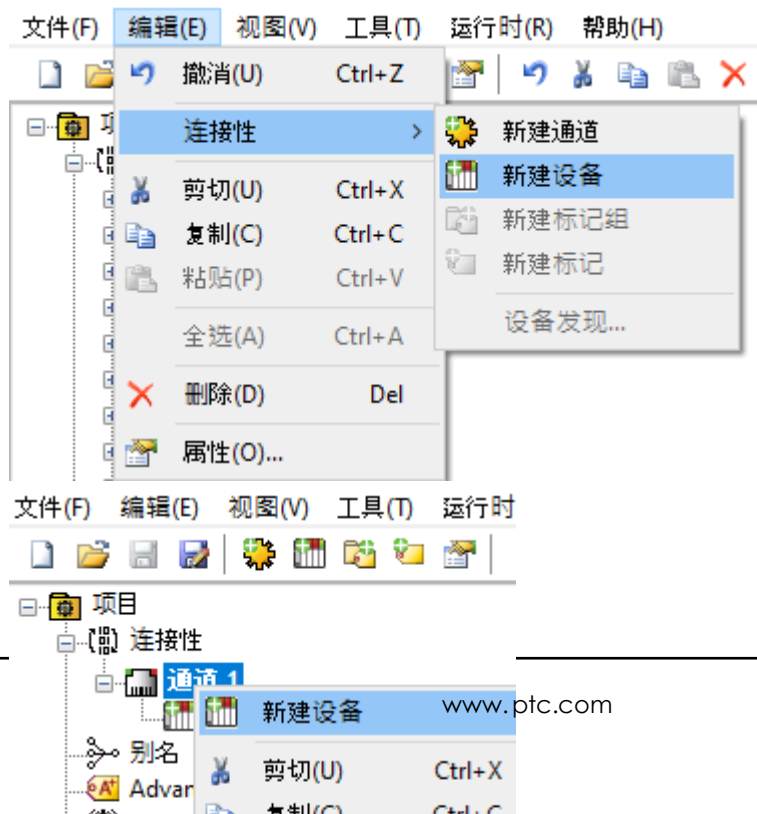 文件(F) 编辑(E) 视图(V) 工具(T) 运行时(R) 帮助(H)
撤消(U) Ctrl+Z
连接性 >
新建通道
新建设备
新建标记组
新建标记
设备发现...
剪切(U) Ctrl+X
复制(C) Ctrl+C
粘贴(P) Ctrl+V
全选(A) Ctrl+A
删除(D) Del
属性(O)...
文件(F) 编辑(E) 视图(V) 工具(T) 运行时
项目
连接性
通道 1
新建设备
www.ptc.com
别名
剪切(U) Ctrl+X
Advan